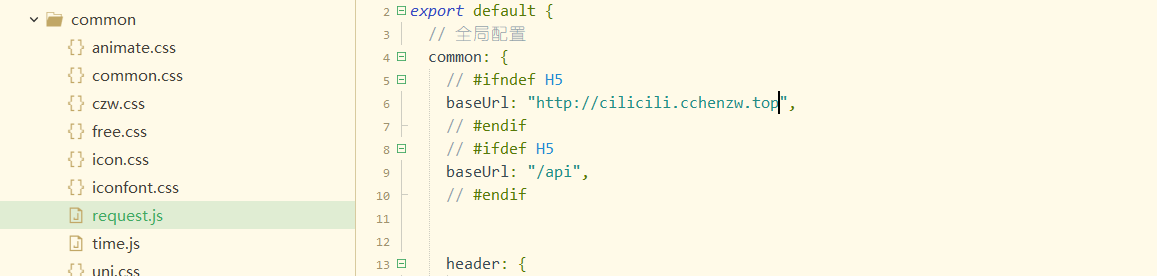 common
animate.css
common.css
czw.css
free.css
icon.css
iconfont.css
request.js
time.js
uni.css
2 export default {
3 // 全局配置
4 common: {
5 // #ifndef H5
6 baseUrl: "http://cilicili.cchenzw.top",
7 // #endif
8 // #ifdef H5
9 baseUrl: "/api",
10 // #endif
11
12
13 header: {